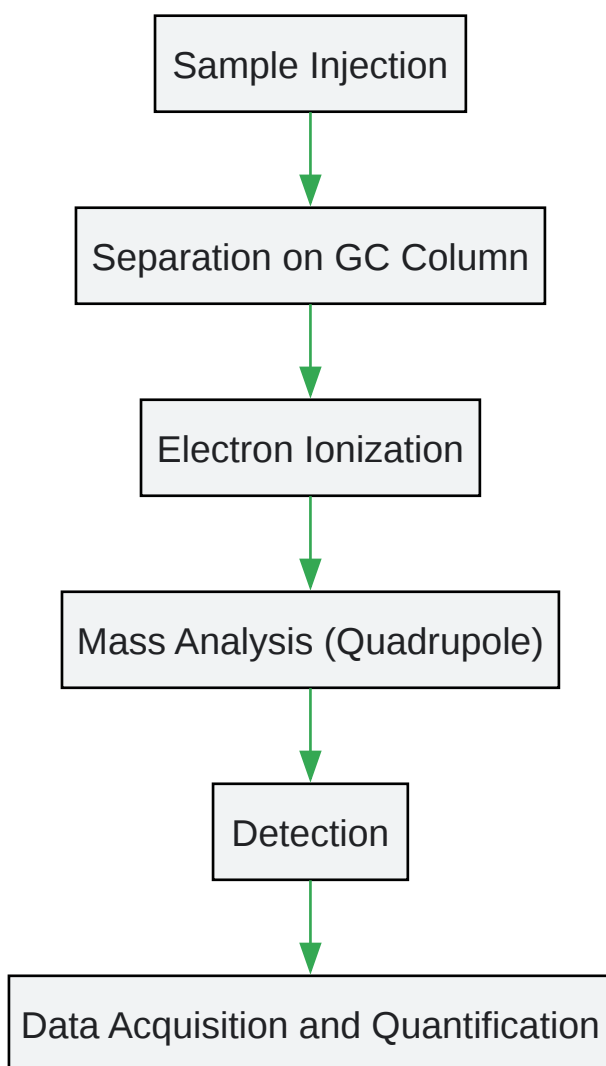 Sample Injection
Separation on GC Column
Electron Ionization
Mass Analysis (Quadrupole)
Detection
Data Acquisition and Quantification